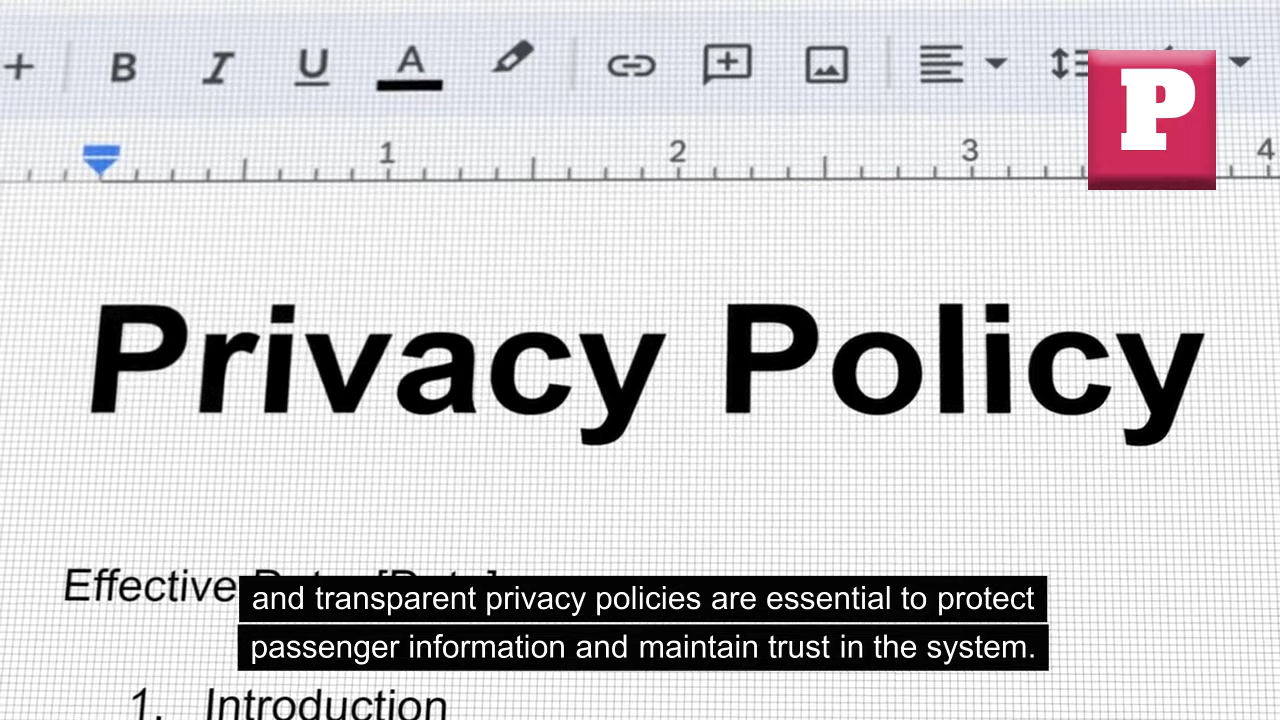 B I U A
1 2 3 4
P
Privacy Policy
Effective
and transparent privacy policies are essential to protect
passenger information and maintain trust in the system.
1. Introduction